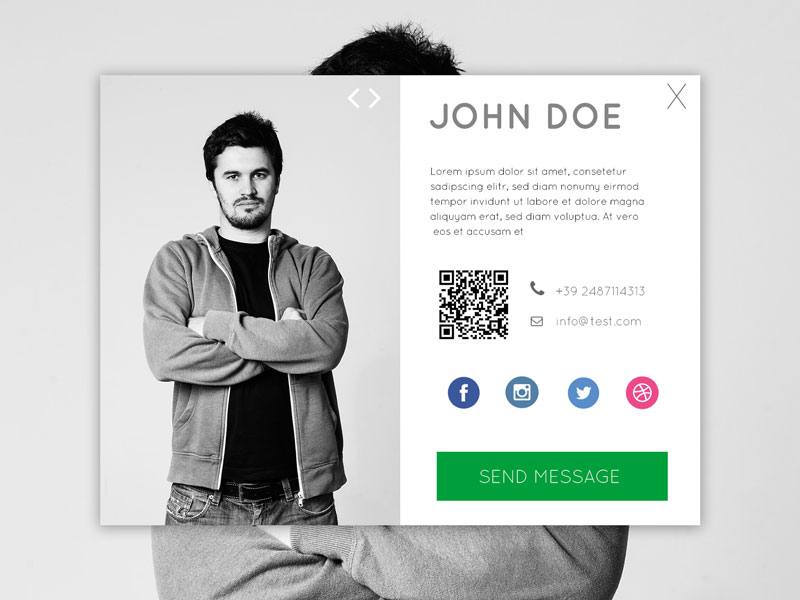 JOHN DOE
X
Lorem ipsum dolor sit amet, consetetur
sadipscing elitr, sed diam nonumy eirmod
tempor invidunt ut labore et dolore magna
aliquyam erat, sed diam voluptua. At vero
eos et accusam et
+39 2487114313
info@test.com
SEND MESSAGE